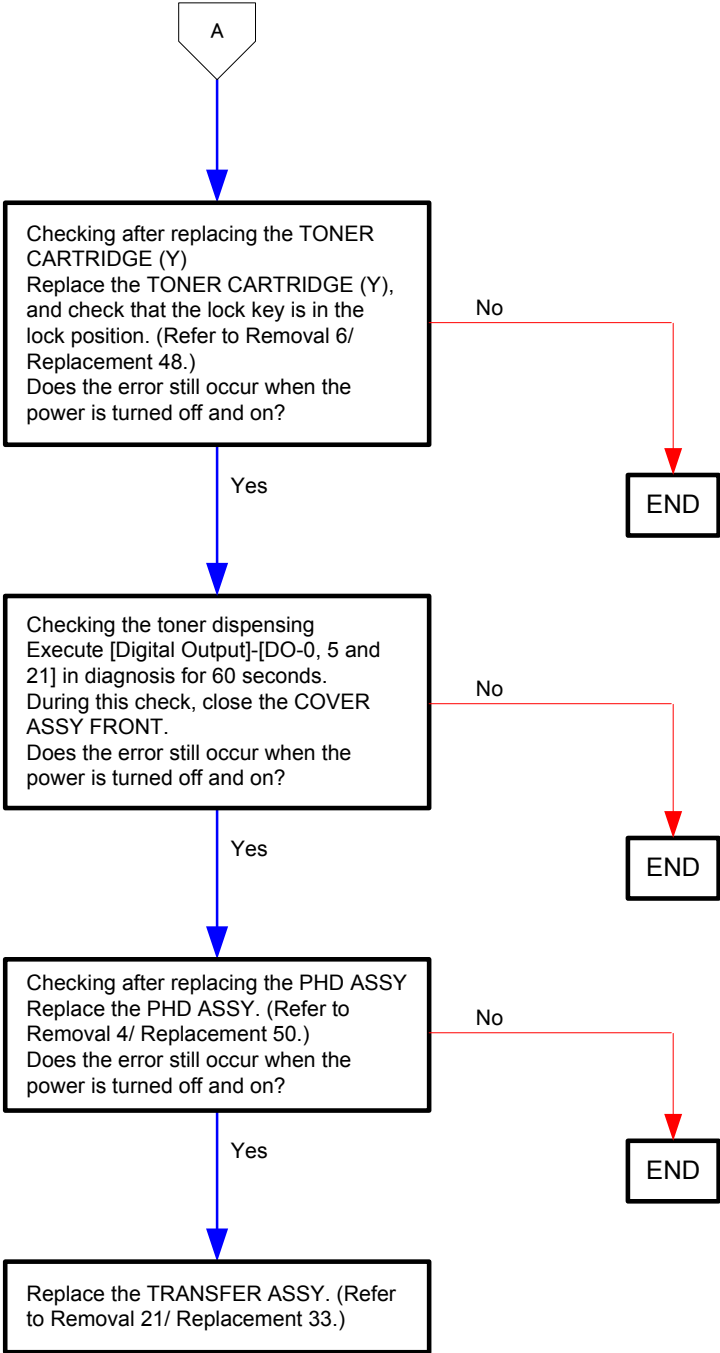 A
Checking after replacing the TONER
CARTRIDGE (Y)
Replace the TONER CARTRIDGE (Y),
and check that the lock key is in the
lock position. (Refer to Removal 6/
Replacement 48.)
Does the error still occur when the
power is turned off and on?
No
END
Yes
Checking the toner dispensing
Execute [Digital Output]-[DO-0, 5 and
21] in diagnosis for 60 seconds.
During this check, close the COVER
ASSY FRONT.
Does the error still occur when the
power is turned off and on?
No
END
Yes
Checking after replacing the PHD ASSY
Replace the PHD ASSY. (Refer to
Removal 4/ Replacement 50.)
Does the error still occur when the
power is turned off and on?
No
END
Yes
Replace the TRANSFER ASSY. (Refer
to Removal 21/ Replacement 33.)